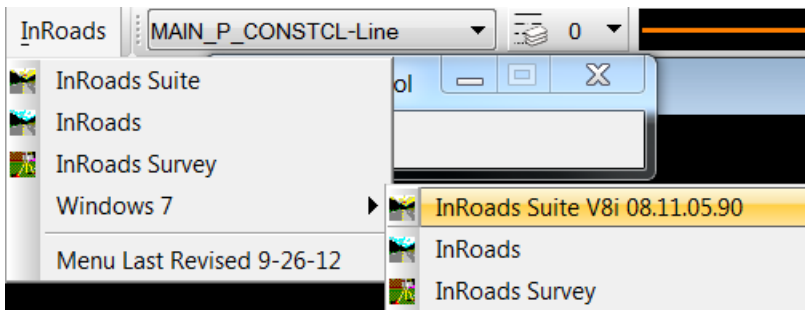 InRoads MAIN_P_CONSTCL-Line 0
InRoads Suite
ol
InRoads
InRoads Survey
Windows 7
InRoads Suite V8i 08.11.05.90
InRoads
Menu Last Revised 9-26-12
InRoads Survey